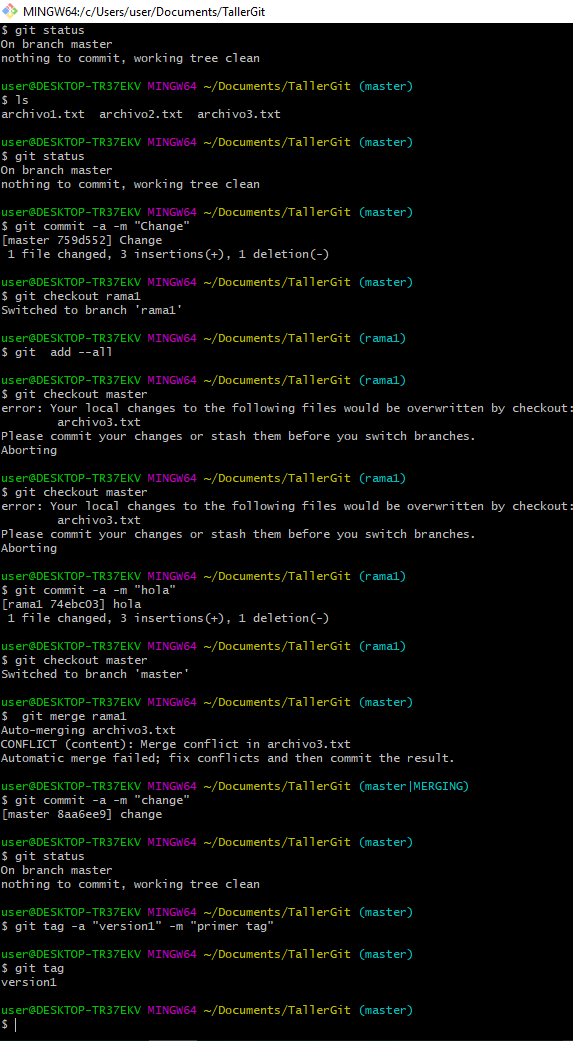 MINGW64:/c/Users/user/Documents/TallerGit
$ git status
On branch master
nothing to commit, working tree clean
user@DESKTOP-TR37EKV MINGW64 ~/Documents/TallerGit (master)
$ ls
archivo1.txt  archivo2.txt  archivo3.txt
user@DESKTOP-TR37EKV MINGW64 ~/Documents/TallerGit (master)
$ git status
On branch master
nothing to commit, working tree clean
user@DESKTOP-TR37EKV MINGW64 ~/Documents/TallerGit (master)
$ git commit -a -m "Change"
[master 759d552] Change
 1 file changed, 3 insertions(+), 1 deletion(-)
user@DESKTOP-TR37EKV MINGW64 ~/Documents/TallerGit (master)
$ git checkout rama1
Switched to branch 'rama1'
user@DESKTOP-TR37EKV MINGW64 ~/Documents/TallerGit (rama1)
$ git  add --all
user@DESKTOP-TR37EKV MINGW64 ~/Documents/TallerGit (rama1)
$ git checkout master
error: Your local changes to the following files would be overwritten by checkout:
        archivo3.txt
Please commit your changes or stash them before you switch branches.
Aborting
user@DESKTOP-TR37EKV MINGW64 ~/Documents/TallerGit (rama1)
$ git checkout master
error: Your local changes to the following files would be overwritten by checkout:
        archivo3.txt
Please commit your changes or stash them before you switch branches.
Aborting
user@DESKTOP-TR37EKV MINGW64 ~/Documents/TallerGit (rama1)
$ git commit -a -m "hola"
[rama1 74ebc03] hola
 1 file changed, 3 insertions(+), 1 deletion(-)
user@DESKTOP-TR37EKV MINGW64 ~/Documents/TallerGit (rama1)
$ git checkout master
Switched to branch 'master'
user@DESKTOP-TR37EKV MINGW64 ~/Documents/TallerGit (master)
$  git merge rama1
Auto-merging archivo3.txt
CONFLICT (content): Merge conflict in archivo3.txt
Automatic merge failed; fix conflicts and then commit the result.
user@DESKTOP-TR37EKV MINGW64 ~/Documents/TallerGit (master|MERGING)
$ git commit -a -m "change"
[master 8aa6ee9] change
user@DESKTOP-TR37EKV MINGW64 ~/Documents/TallerGit (master)
$ git status
On branch master
nothing to commit, working tree clean
user@DESKTOP-TR37EKV MINGW64 ~/Documents/TallerGit (master)
$ git tag -a "version1" -m "primer tag"
user@DESKTOP-TR37EKV MINGW64 ~/Documents/TallerGit (master)
$ git tag
version1
user@DESKTOP-TR37EKV MINGW64 ~/Documents/TallerGit (master)
$